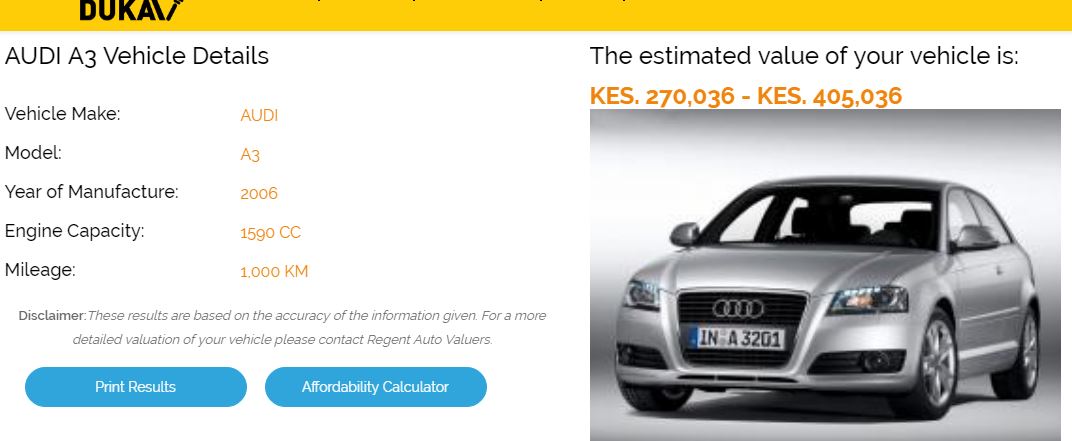 DUKA
AUDI A3 Vehicle Details
Vehicle Make: AUDI
Model: A3
Year of Manufacture: 2006
Engine Capacity: 1590 CC
Mileage: 1,000 KM
Disclaimer:These results are based on the accuracy of the information given. For a more
detailed valuation of your vehicle please contact Regent Auto Valuers.
Print Results
Affordability Calculator
The estimated value of your vehicle is:
KES. 270,036 - KES. 405,036
IN A 3201